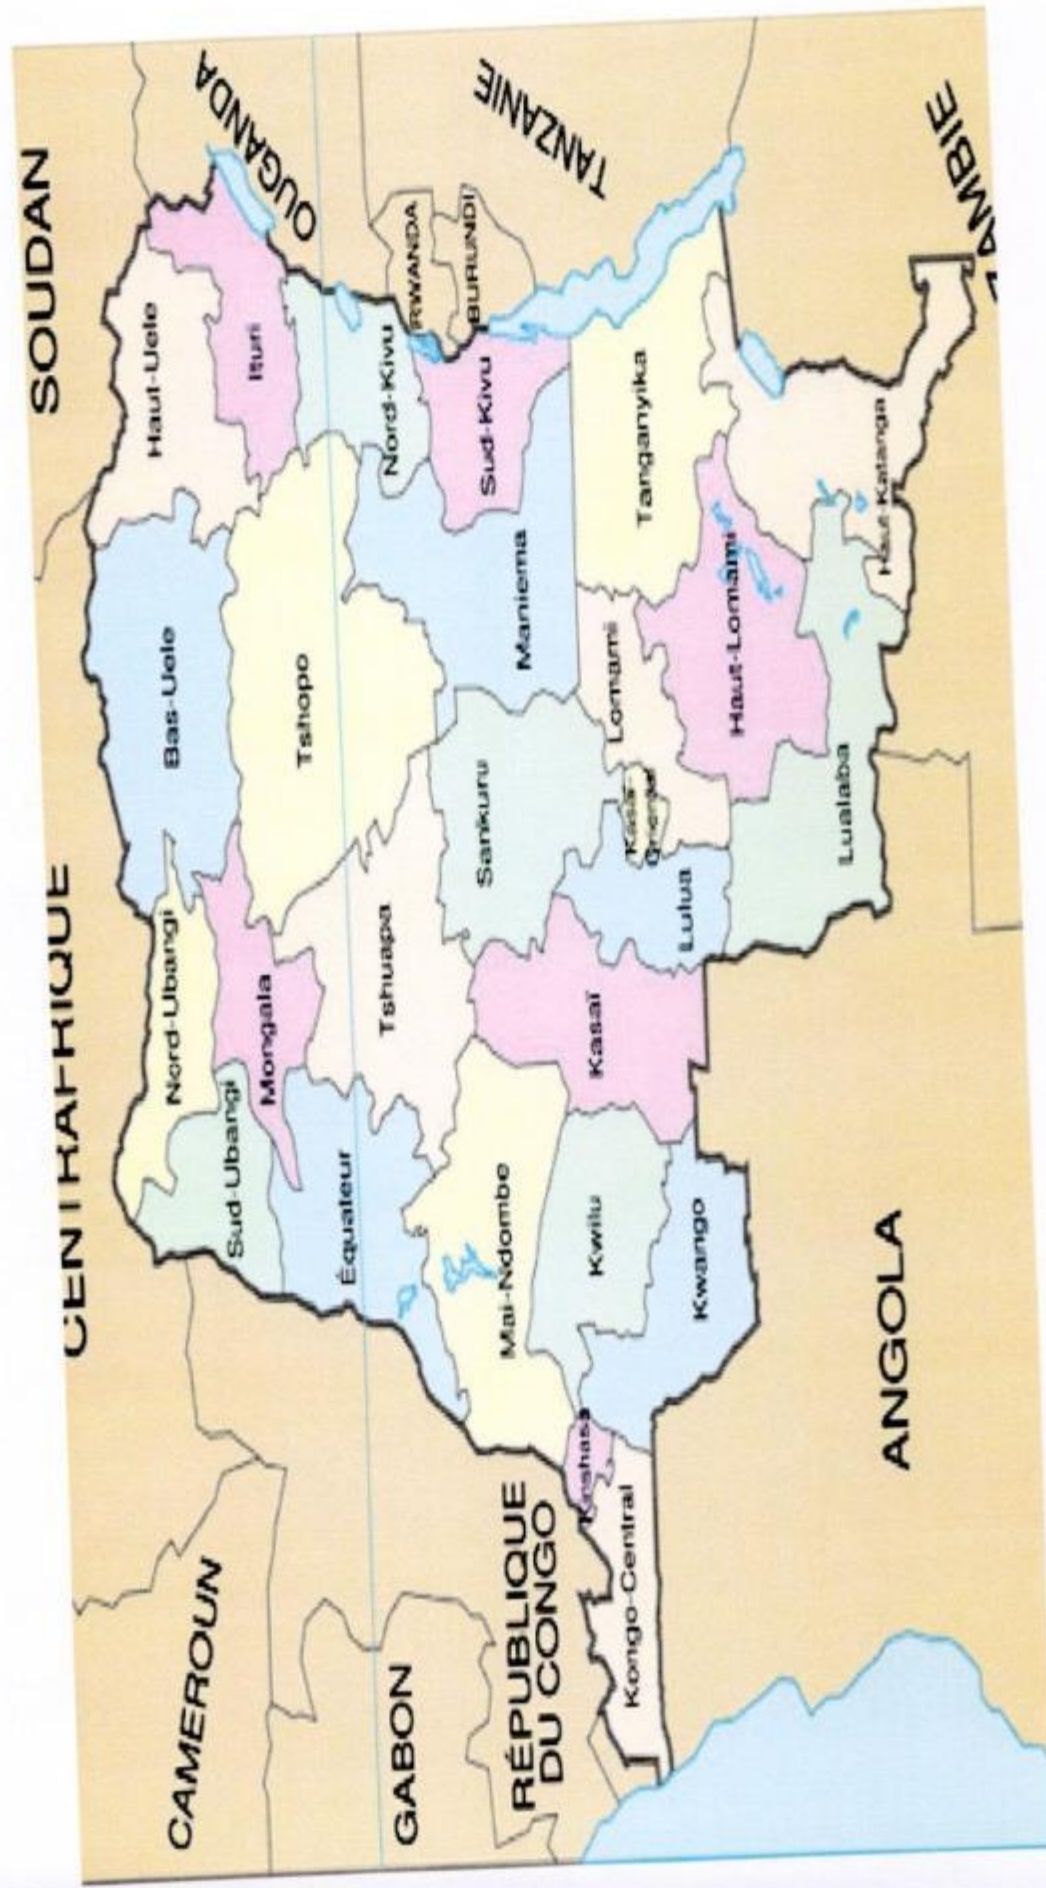 SOUDAN
CENTRAFRIQUE
CAMEROUN
OUGANDA
Haut-Uele
Bas-Uele
Nord-Ubangi
Ituri
Mongala
Sud-Ubangi
Tshopo
Équateur
Nord-Kivu
Tshuapa
RWANDA
GABON
TANZANIE
BURUNDI
Sud-Kivu
Maniema
Sankuru
Mai-Ndombe
RÉPUBLIQUE
DU CONGO
Kasaï
Kwilu
Kinshasa
Lomami
Tanganyika
Kasaï-
Oriental
Kongo-Central
Lulua
Kwango
Haut-Lomami
Lualaba
Haut-Katanga
ANGOLA